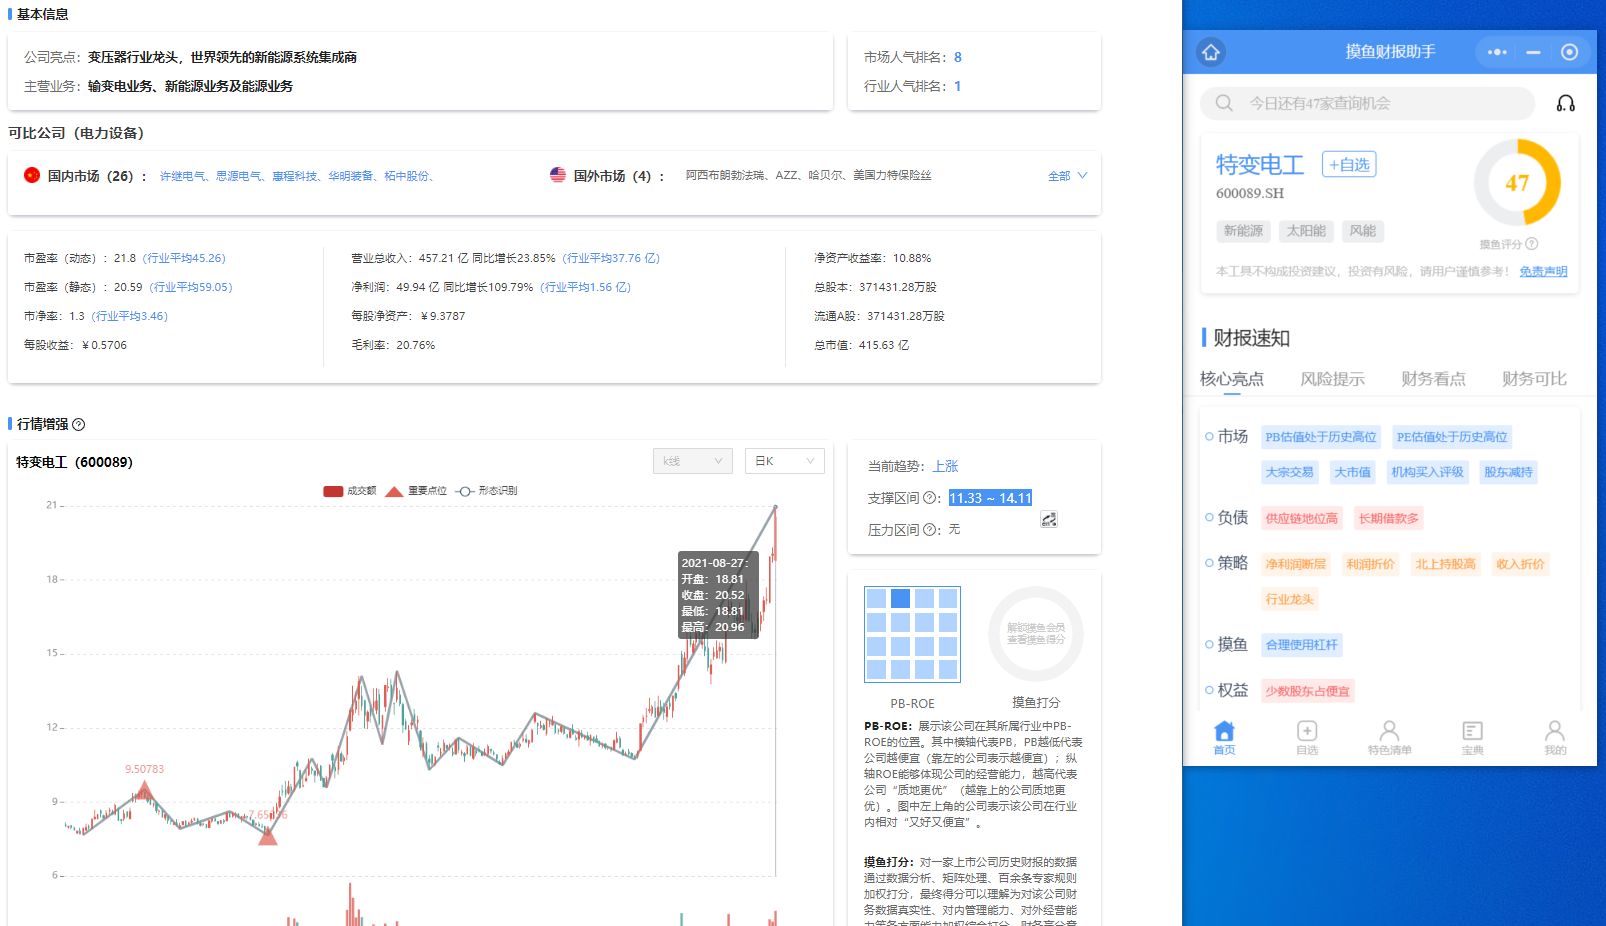 基本信息
公司亮点：变压器行业龙头，世界领先的新能源系统集成商
主营业务：输变电业务、新能源业务及能源业务
市场人气排名：8
行业人气排名：1
可比公司（电力设备）
国内市场（26）：许继电气、思源电气、惠程科技、华明装备、柘中股份、
国外市场（4）：阿西布朗勃法瑞、AZZ、哈贝尔、美国力特保险丝
全部
市盈率（动态）：21.8（行业平均45.26）
市盈率（静态）：20.59（行业平均59.05）
市净率：1.3（行业平均3.46）
每股收益：￥0.5706
营业总收入：457.21 亿 同比增长23.85%（行业平均37.76 亿）
净利润：49.94 亿 同比增长109.79%（行业平均1.56 亿）
每股净资产：￥9.3787
毛利率：20.76%
净资产收益率：10.88%
总股本：371431.28万股
流通A股：371431.28万股
总市值：415.63 亿
行情增强
特变电工（600089）
k线
日K
成交额
重要点位
形态识别
21
18
15
12
9
6
9.50783
2021-08-27：
开盘：18.81
收盘：20.52
最低：18.81
最高：20.96
当前趋势：上涨
支撑区间：11.33 ~ 14.11
压力区间：无
解锁摸鱼会员
查看摸鱼得分
PB-ROE
摸鱼打分
PB-ROE：展示该公司在其所属行业中PB-
ROE的位置。其中横轴代表PB，PB越低代表
公司越便宜（靠左的公司表示越便宜）；纵
轴ROE能够体现公司的经营能力，越高代表
公司“质地更优”（越靠上的公司质地更
优）。图中左上角的公司表示该公司在行业
内相对“又好又便宜”。
摸鱼打分：对一家上市公司历史财报的数据
通过数据分析、矩阵处理、百余条专家规则
加权打分，最终得分可以理解为对该公司财
务数据真实性、对内管理能力、对外经营能
摸鱼财报助手
今日还有47家查询机会
特变电工
+自选
600089.SH
47
新能源
太阳能
风能
摸鱼评分
本工具不构成投资建议，投资有风险，请用户谨慎参考！
免责声明
财报速知
核心亮点
风险提示
财务看点
财务可比
市场
PB估值处于历史高位
PE估值处于历史高位
大宗交易
大市值
机构买入评级
股东减持
负债
供应链地位高
长期借款多
策略
净利润断层
利润折价
北上持股高
收入折价
行业龙头
摸鱼
合理使用杠杆
权益
少数股东占便宜
首页
自选
特色清单
宝典
我的